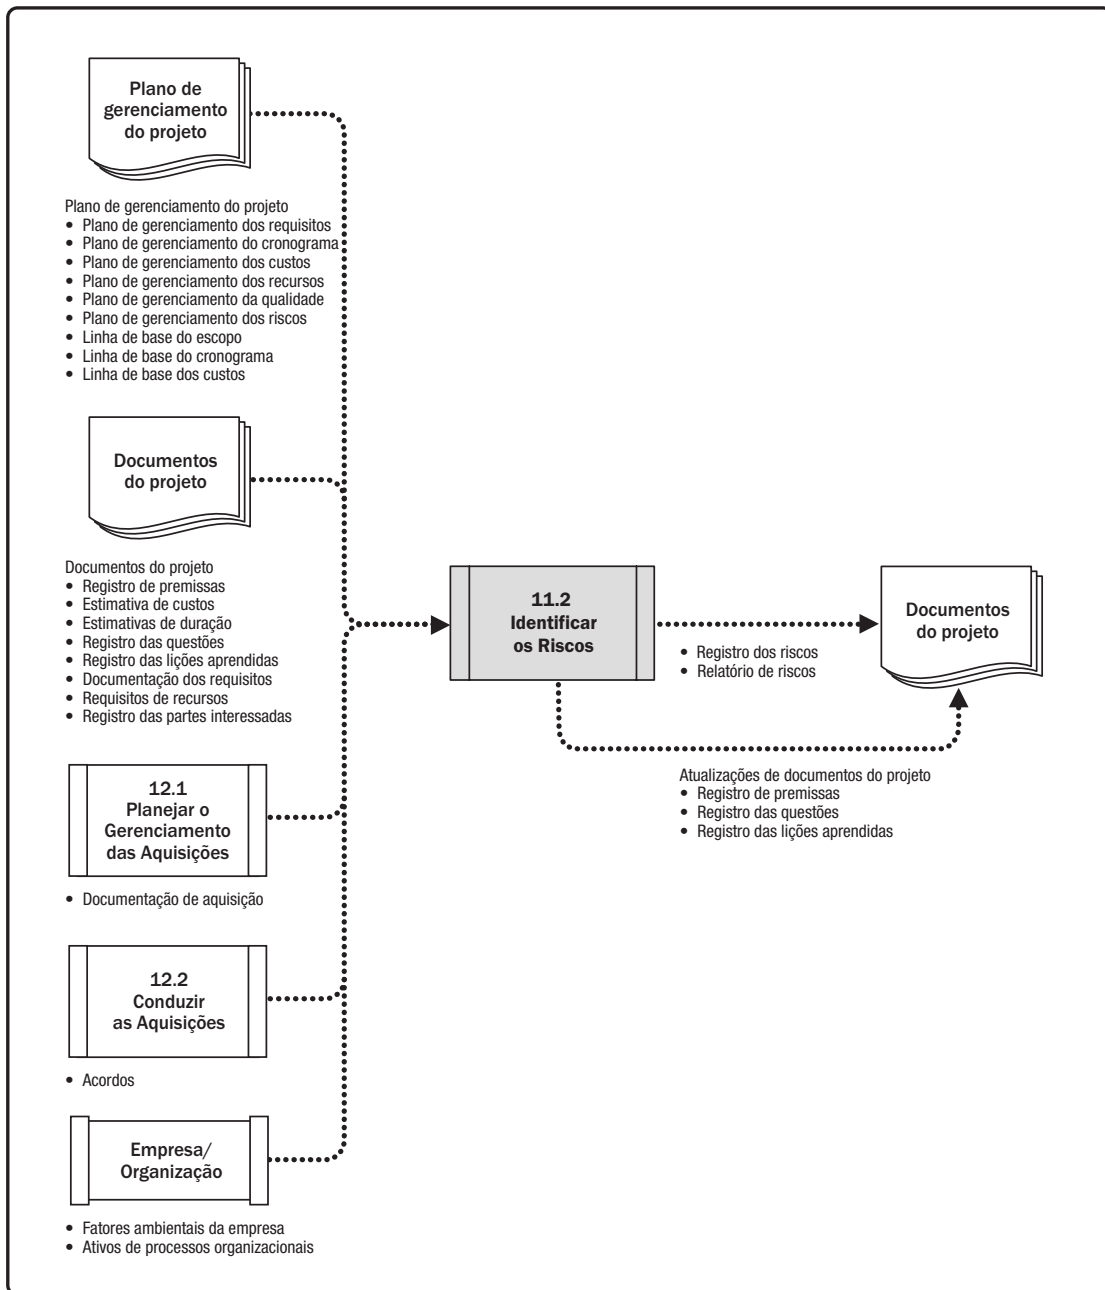 Plano de
gerenciamento
do projeto
Plano de gerenciamento do projeto
• Plano de gerenciamento dos requisitos
• Plano de gerenciamento do cronograma
• Plano de gerenciamento dos custos
• Plano de gerenciamento dos recursos
• Plano de gerenciamento da qualidade
• Plano de gerenciamento dos riscos
• Linha de base do escopo
• Linha de base do cronograma
• Linha de base dos custos
Documentos
do projeto
Documentos do projeto
• Registro de premissas
• Estimativa de custos
• Estimativas de duração
• Registro das questões
• Registro das lições aprendidas
• Documentação dos requisitos
• Requisitos de recursos
• Registro das partes interessadas
12.1
Planejar o
Gerenciamento
das Aquisições
• Documentação de aquisição
12.2
Conduzir
as Aquisições
• Acordos
Empresa/
Organização
• Fatores ambientais da empresa
• Ativos de processos organizacionais
11.2
Identificar
os Riscos
• Registro dos riscos
• Relatório de riscos
Documentos
do projeto
Atualizações de documentos do projeto
• Registro de premissas
• Registro das questões
• Registro das lições aprendidas